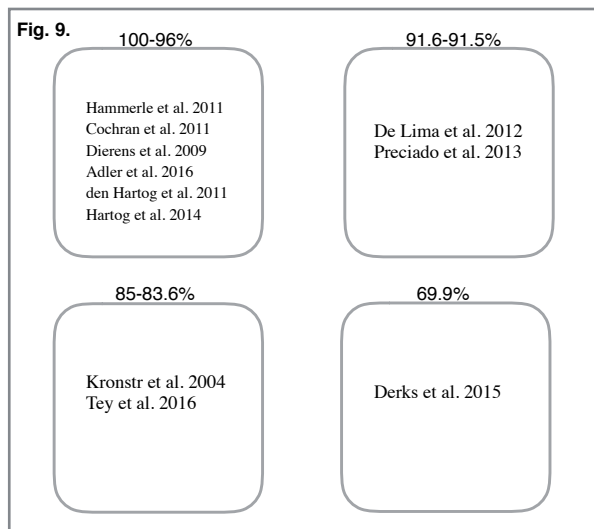 Fig. 9.
100-96%
Hammerle et al. 2011
Cochran et al. 2011
Dierens et al. 2009
Adler et al. 2016
den Hartog et al. 2011
Hartog et al. 2014
91.6-91.5%
De Lima et al. 2012
Preciado et al. 2013
85-83.6%
Kronstr et al. 2004
Tey et al. 2016
69.9%
Derks et al. 2015